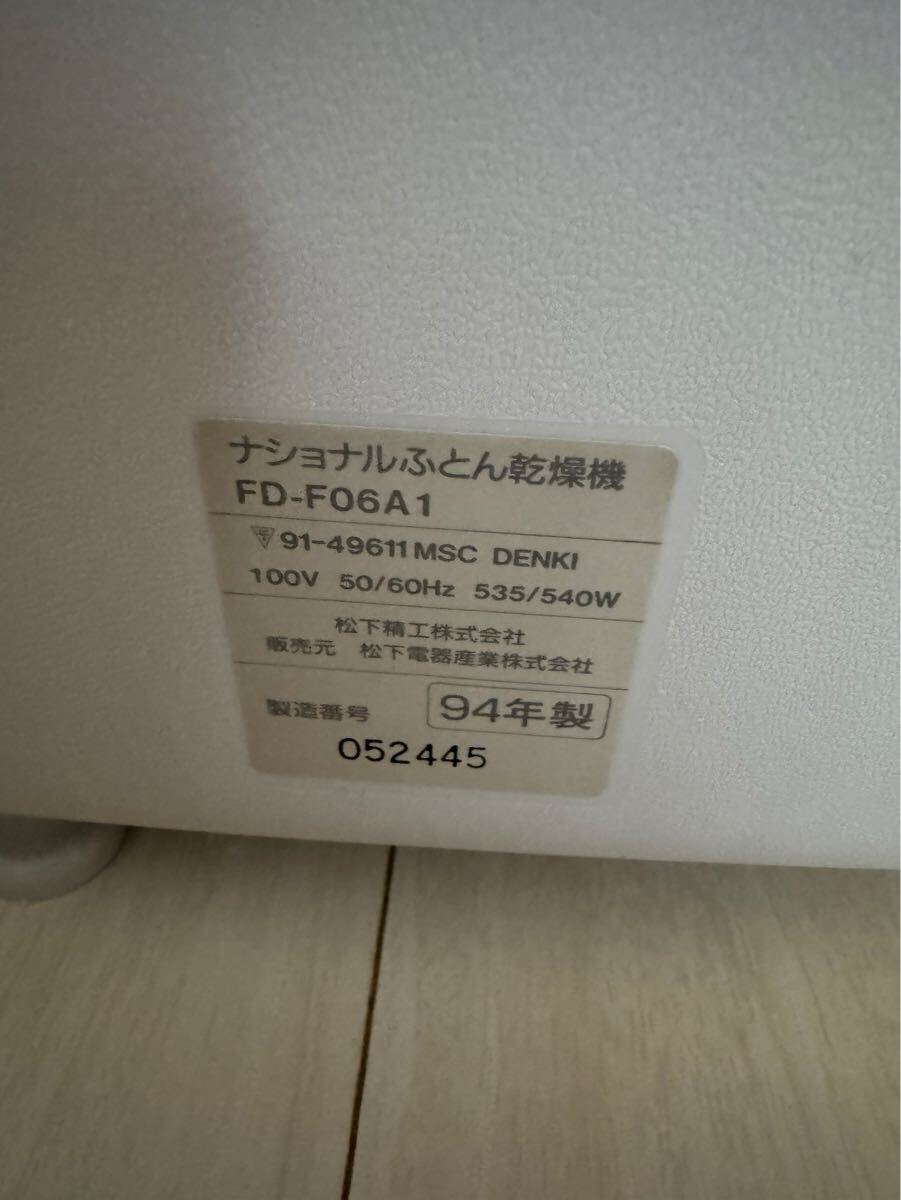 ナショナルふとん乾燥機
FD-F06A1
91-49611 MSC DENKI
100V 50/60Hz 535/540W
松下精工株式会社
販売元 松下電器産業株式会社
製造番号 94年製
052445